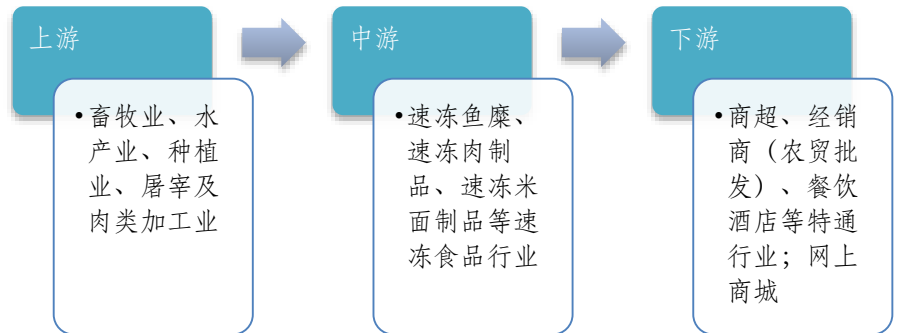 上游
•畜牧业、水
产业、种植
业、屠宰及
肉类加工业
中游
•速冻鱼糜、
速冻肉制
品、速冻米
面制品等速
冻食品行业
下游
•商超、经销
商（农贸批
发）、餐饮
酒店等特通
行业；网上
商城